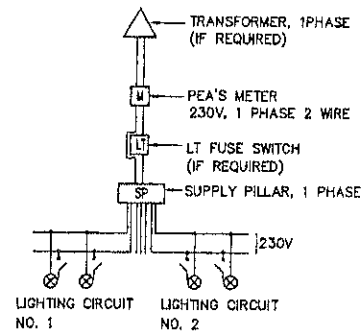 TRANSFORMER, 1PHASE
(IF REQUIRED)
M
PEA'S METER
230V, 1 PHASE 2 WIRE
LT
LT FUSE SWITCH
(IF REQUIRED)
SP
SUPPLY PILLAR, 1 PHASE
230V
LIGHTING CIRCUIT
NO. 1
LIGHTING CIRCUIT
NO. 2